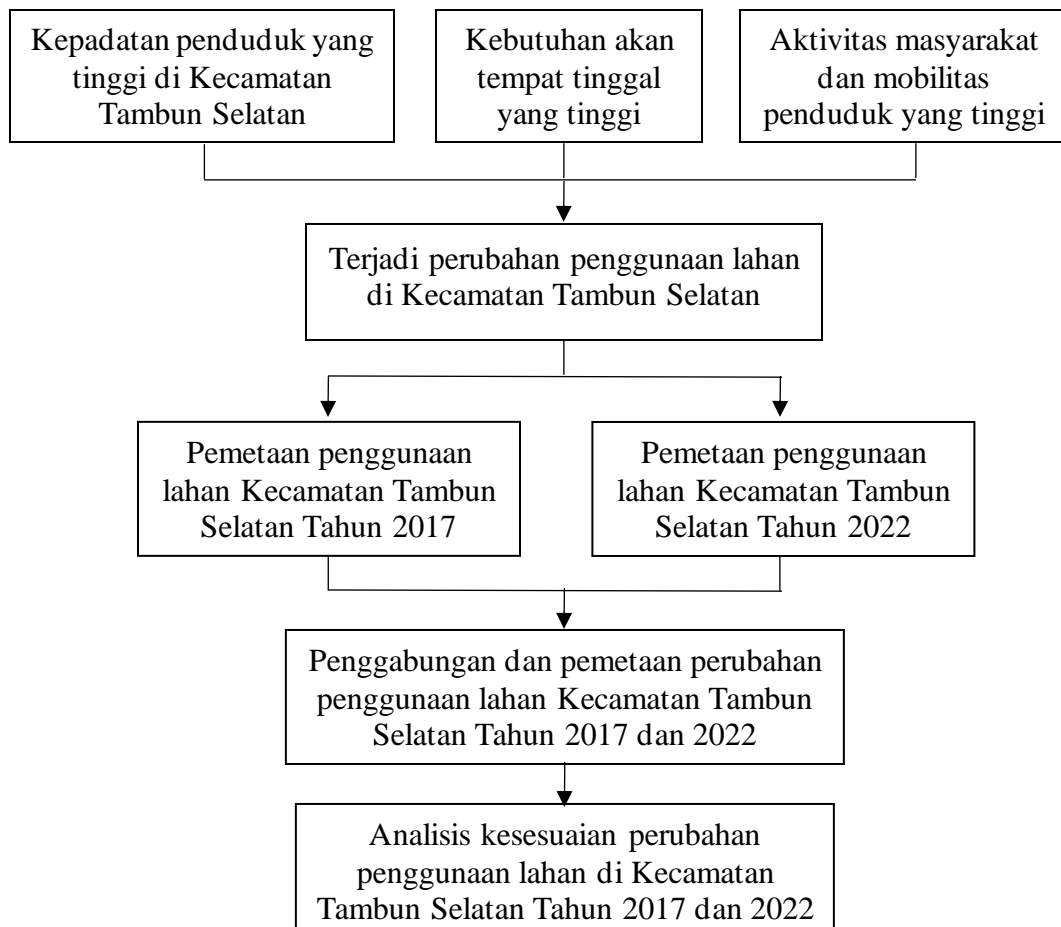 Kepadatan penduduk yang
tinggi di Kecamatan
Tambun Selatan
Kebutuhan akan
tempat tinggal
yang tinggi
Aktivitas masyarakat
dan mobilitas
penduduk yang tinggi
Terjadi perubahan penggunaan lahan
di Kecamatan Tambun Selatan
Pemetaan penggunaan
lahan Kecamatan Tambun
Selatan Tahun 2017
Pemetaan penggunaan
lahan Kecamatan Tambun
Selatan Tahun 2022
Penggabungan dan pemetaan perubahan
penggunaan lahan Kecamatan Tambun
Selatan Tahun 2017 dan 2022
Analisis kesesuaian perubahan
penggunaan lahan di Kecamatan
Tambun Selatan Tahun 2017 dan 2022